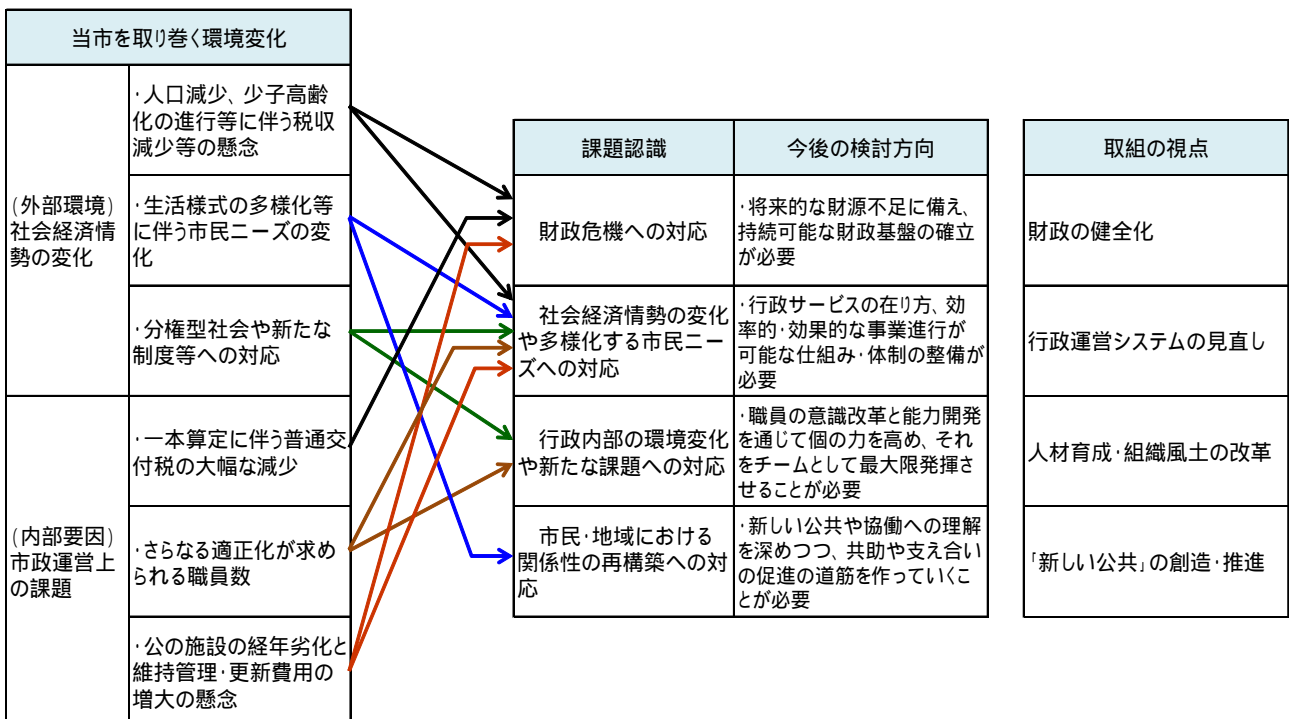 当市を取り巻く環境変化
(外部環境)
社会経済情
勢の変化
・人口減少、少子高齢
化の進行等に伴う税収
減少等の懸念
・生活様式の多様化等
に伴う市民ニーズの変
化
・分権型社会や新たな
制度等への対応
(内部要因)
市政運営上
の課題
・一本算定に伴う普通交
付税の大幅な減少
・さらなる適正化が求め
られる職員数
・公の施設の経年劣化と
維持管理・更新費用の
増大の懸念
課題認識
今後の検討方向
財政危機への対応
・将来的な財源不足に備え、
持続可能な財政基盤の確立
が必要
社会経済情勢の変化
や多様化する市民ニー
ズへの対応
・行政サービスの在り方、効
率的・効果的な事業進行が
可能な仕組み・体制の整備が
必要
行政内部の環境変化
や新たな課題への対応
・職員の意識改革と能力開発
を通じて個の力を高め、それ
をチームとして最大限発揮さ
せることが必要
市民・地域における
関係性の再構築への対
応
・新しい公共や協働への理解
を深めつつ、共助や支え合い
の促進の道筋を作っていくこ
とが必要
取組の視点
財政の健全化
行政運営システムの見直し
人材育成・組織風土の改革
「新しい公共」の創造・推進